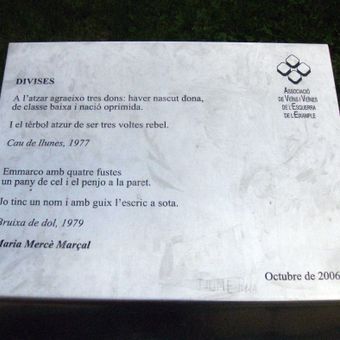 DIVISES
A l'atzar agraeixo tres dons: haver nascut dona,
de classe baixa i nació oprimida.
I el tèrbol atzur de ser tres voltes rebel.
Cau de llunes, 1977
Emmarco amb quatre fustes
un pany de cel i el penjo a la paret.
Jo tinc un nom i amb guix l'escric a sota.
Bruixa de dol, 1979
Maria Mercè Marçal
ASSOCIACIÓ
DE VEÏNS I VEÏNES
DE L'ESQUERRA
DE L'EIXAMPLE
Octubre de 2006